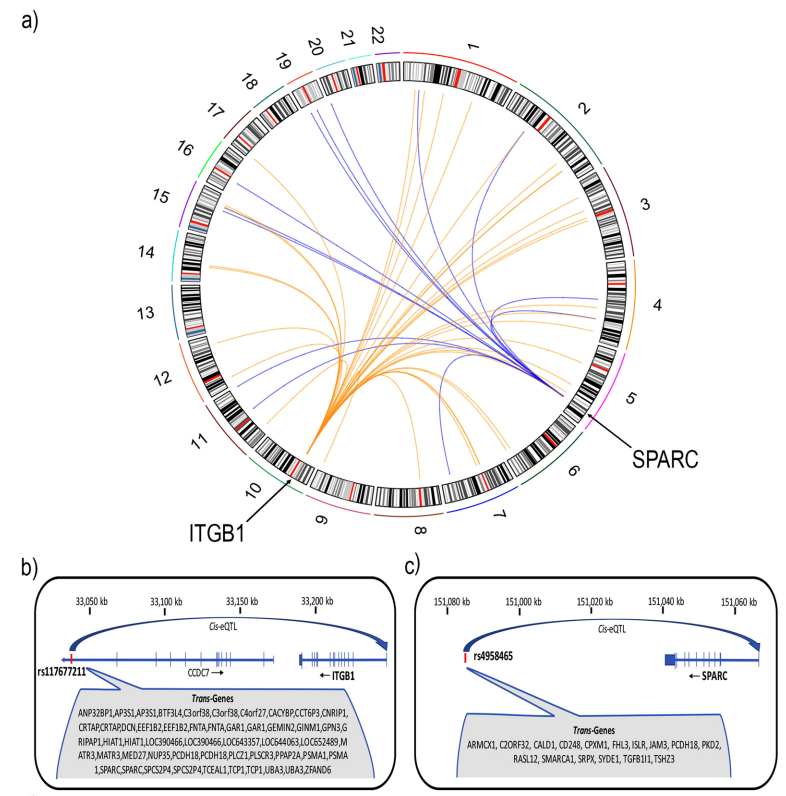 a)
1
2
3
4
5
6
7
8
9
10
11
12
13
14
15
16
17
18
19
20
21
22
SPARC
ITGB1
b)
33,050 kb 33,100 kb 33,150 kb 33,200 kb
Cis-eQTL
rs117677211
CCDC7
ITGB1
Trans-Genes
ANP32BP1,AP3S1,AP3S1,BTF3L4,C3orf38,C3orf38,C4orf27,CACYBP,CCT6P3,CNRIP1,
CRTAP,CRTAP,DCN,EEF1B2,EEF1B2,FNTA,FNTA,GAR1,GAR1,GEMIN2,GINM1,GPN3,G
RIPAP1,HIAT1,HIAT1,LOC390466,LOC390466,LOC643357,LOC644063,LOC652489,M
ATR3,MATR3,MED27,NUP35,PCDH18,PCDH18,PLCZ1,PLSCR3,PPAP2A,PSMA1,PSMA
1,SPARC,SPARC,SPCS2P4,SPCS2P4,TCEAL1,TCP1,TCP1,UBA3,UBA3,ZFAND6
c)
151,080 kb 151,000 kb 151,020 kb 151,040 kb 151,060 kb
Cis-eQTL
rs4958465
SPARC
Trans-Genes
ARMCX1, C2ORF32, CALD1, CD248, CPXM1, FHL3, ISLR, JAM3, PCDH18, PKD2,
RASL12, SMARCA1, SRPX, SYDE1, TGFB1I1,TSHZ3